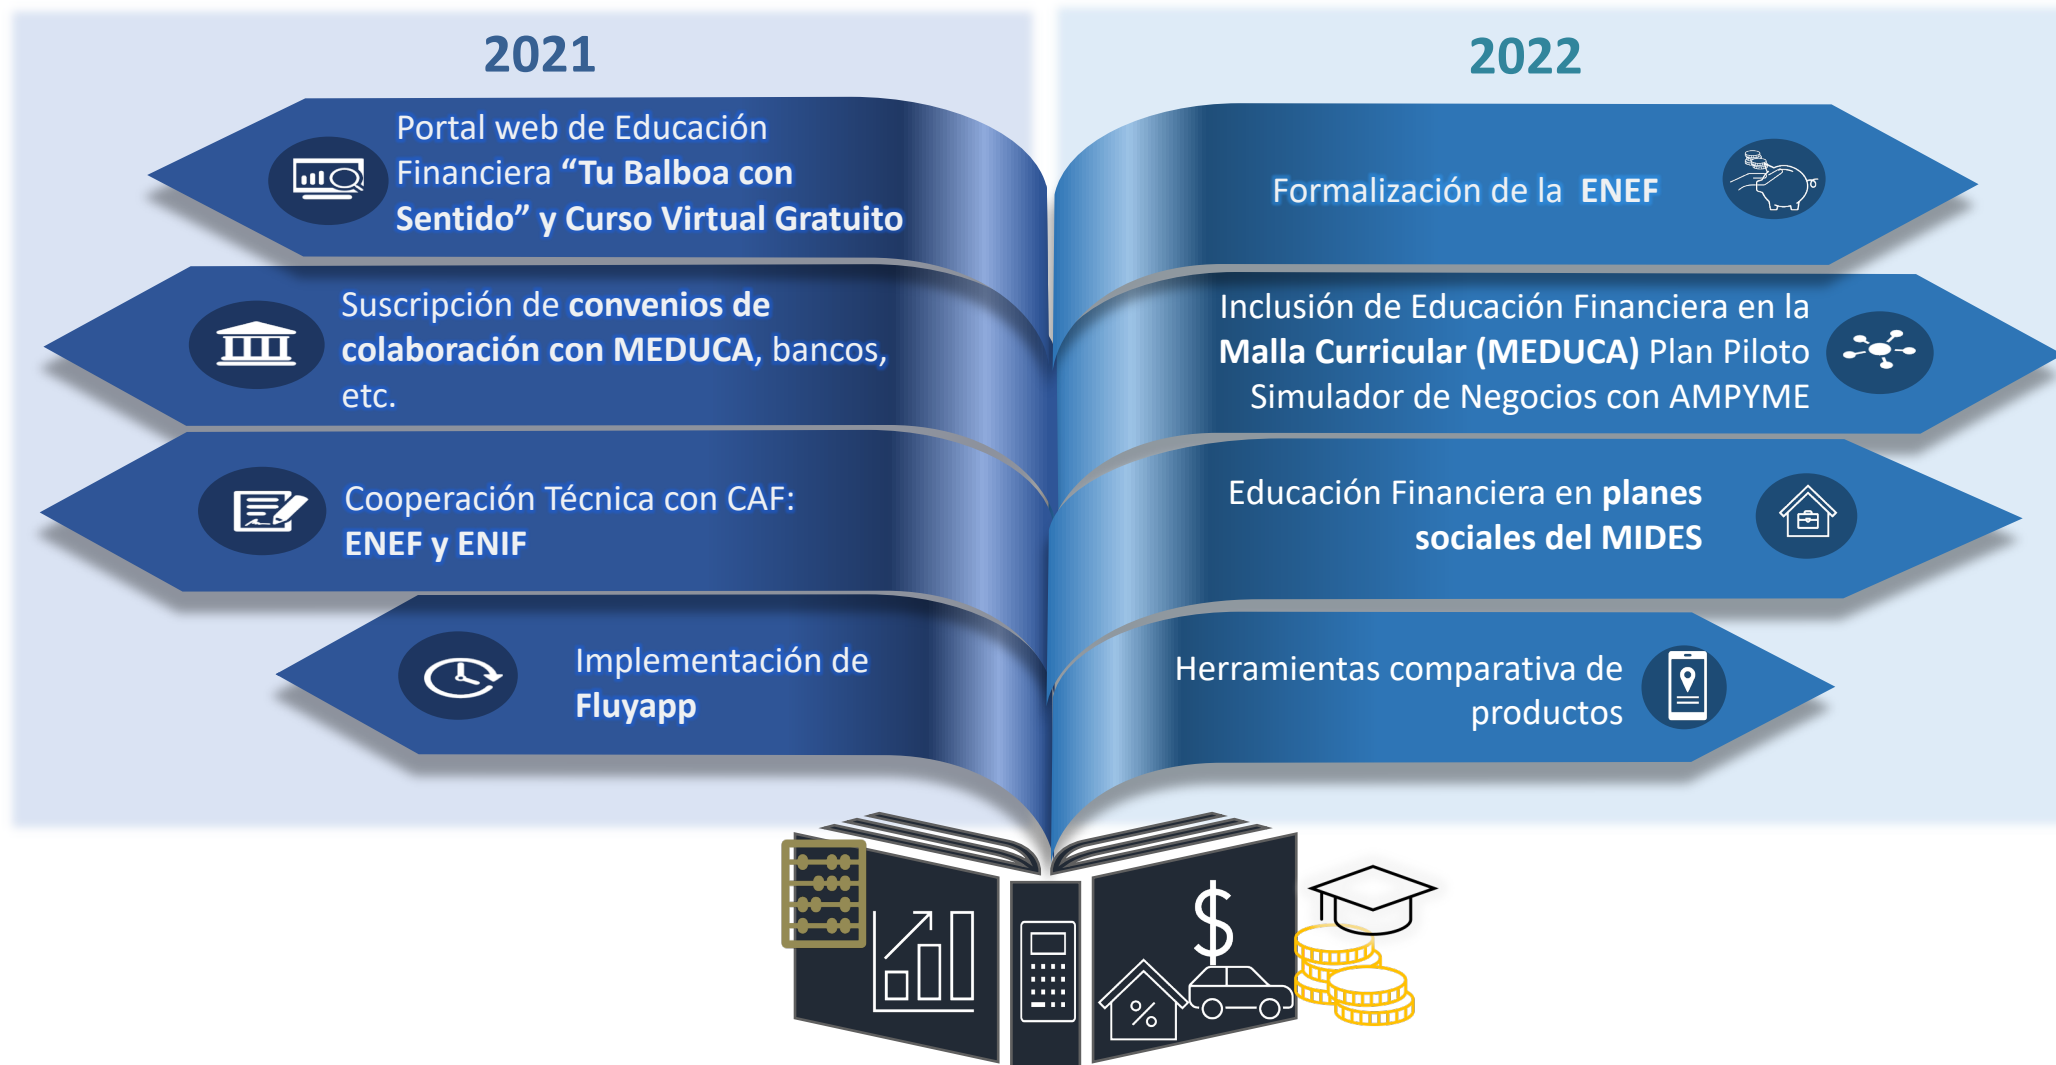 2021
Portal web de Educación
Financiera “Tu Balboa con
Sentido” y Curso Virtual Gratuito
Suscripción de convenios de
colaboración con MEDUCA, bancos,
etc.
Cooperación Técnica con CAF:
ENEF y ENIF
Implementación de
Fluyapp
2022
Formalización de la ENEF
Inclusión de Educación Financiera en la
Malla Curricular (MEDUCA) Plan Piloto
Simulador de Negocios con AMPYME
Educación Financiera en planes
sociales del MIDES
Herramientas comparativa de
productos
$
%